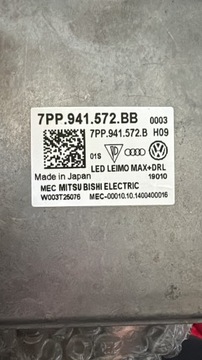 7PP.941.572.BB 0003
7PP.941.572.B H09
01S
LED LEIMO MAX+DRL
Made in Japan 19010
MEC MITSUBISHI ELECTRIC
W003T25076 MEC-00010.10.1400400016